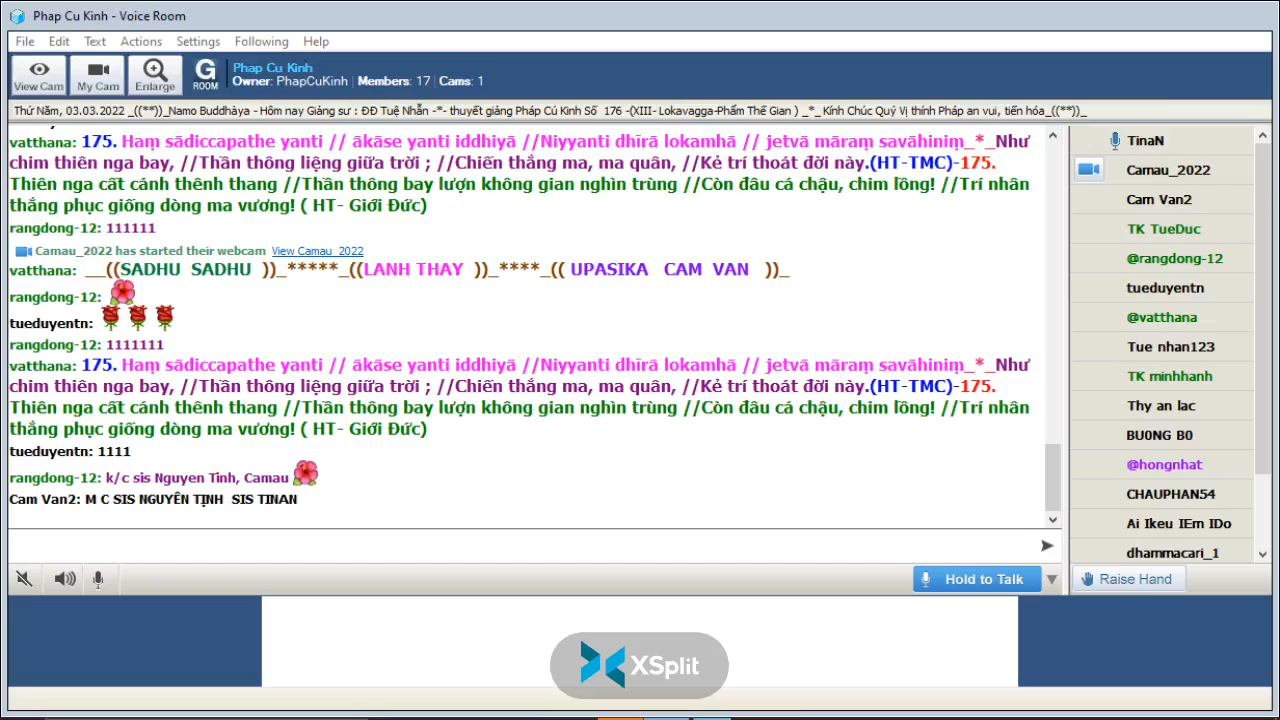 Phap Cu Kinh - Voice Room
File Edit Text Actions Settings Following Help
View Cam My Cam Enlarge G ROOM
Phap Cu Kinh
Owner: PhapCuKinh | Members: 17 | Cams: 1
Thứ Năm, 03.03.2022 _((**))_Namo Buddhàya - Hôm nay Giảng sư : ĐĐ Tuệ Nhẫn -*- thuyết giảng Pháp Cú Kinh Số 176 -(XIII- Lokavagga-Phẩm Thế Gian ) _*_ Kính Chúc Quý Vị thính Pháp an vui, tiến hóa_((**))_
vatthana: 175. Haṃ sādiccapathe yanti // ākāse yanti iddhiyā //Niyyanti dhīrā lokamhā // jetvā māraṃ savāhiniṃ_*_Như
chim thiên nga bay, //Thần thông liệng giữa trời ; //Chiến thắng ma, ma quân, //Kẻ trí thoát đời này.(HT-TMC)-175.
Thiên nga cất cánh thênh thang //Thần thông bay lượn không gian nghìn trùng //Còn đâu cá chậu, chim lồng! //Trí nhân
thắng phục giống dòng ma vương! ( HT- Giới Đức)
rangdong-12: 111111
Camau_2022 has started their webcam View Camau_2022
vatthana: __((SADHU SADHU ))_*****_((LANH THAY ))_****_(( UPASIKA CAM VAN ))_
rangdong-12:
tueduyentn:
rangdong-12: 1111111
vatthana: 175. Haṃ sādiccapathe yanti // ākāse yanti iddhiyā //Niyyanti dhīrā lokamhā // jetvā māraṃ savāhiniṃ_*_Như
chim thiên nga bay, //Thần thông liệng giữa trời ; //Chiến thắng ma, ma quân, //Kẻ trí thoát đời này.(HT-TMC)-175.
Thiên nga cất cánh thênh thang //Thần thông bay lượn không gian nghìn trùng //Còn đâu cá chậu, chim lồng! //Trí nhân
thắng phục giống dòng ma vương! ( HT- Giới Đức)
tueduyentn: 1111
rangdong-12: k/c sis Nguyen Tinh, Camau
Cam Van2: M C SIS NGUYÊN TỊNH SIS TINAN
TinaN
Camau_2022
Cam Van2
TK TueDuc
@rangdong-12
tueduyentn
@vatthana
Tue nhan123
TK minhhanh
Thy an lac
BU0NG B0
@hongnhat
CHAUPHAN54
Ai Ikeu IEm IDo
dhammacari_1
Hold to Talk
Raise Hand
XSplit